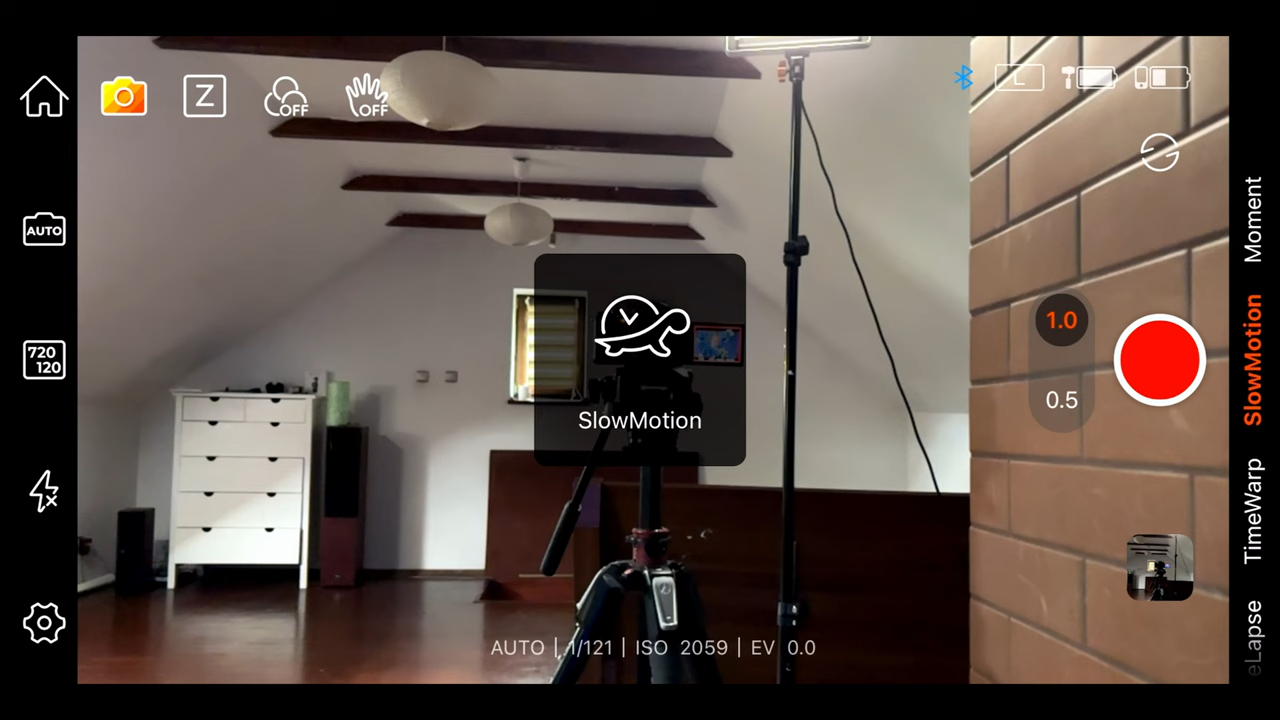 Z
OFF
OFF
L
AUTO
720
120
1.0
0.5
SlowMotion
AUTO | 1/121 | ISO 2059 | EV 0.0
Moment
SlowMotion
TimeWarp
eLapse